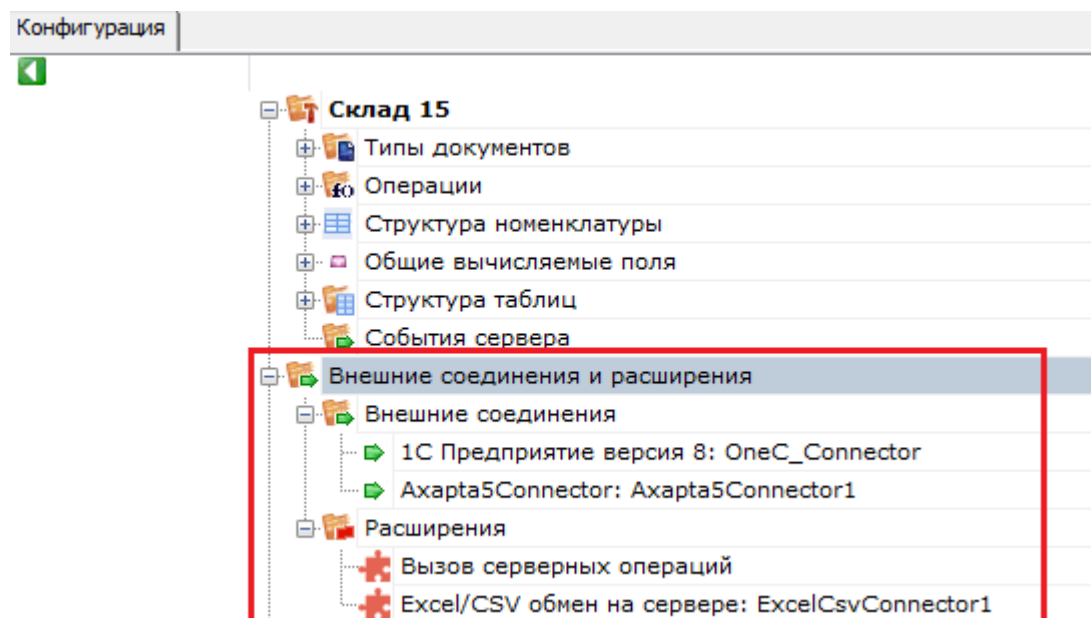 Конфигурация
Склад 15
Типы документов
Операции
Структура номенклатуры
Общие вычисляемые поля
Структура таблиц
События сервера
Внешние соединения и расширения
Внешние соединения
1С Предприятие версия 8: OneC_Connector
Axapta5Connector: Axapta5Connector1
Расширения
Вызов серверных операций
Excel/CSV обмен на сервере: ExcelCsvConnector1